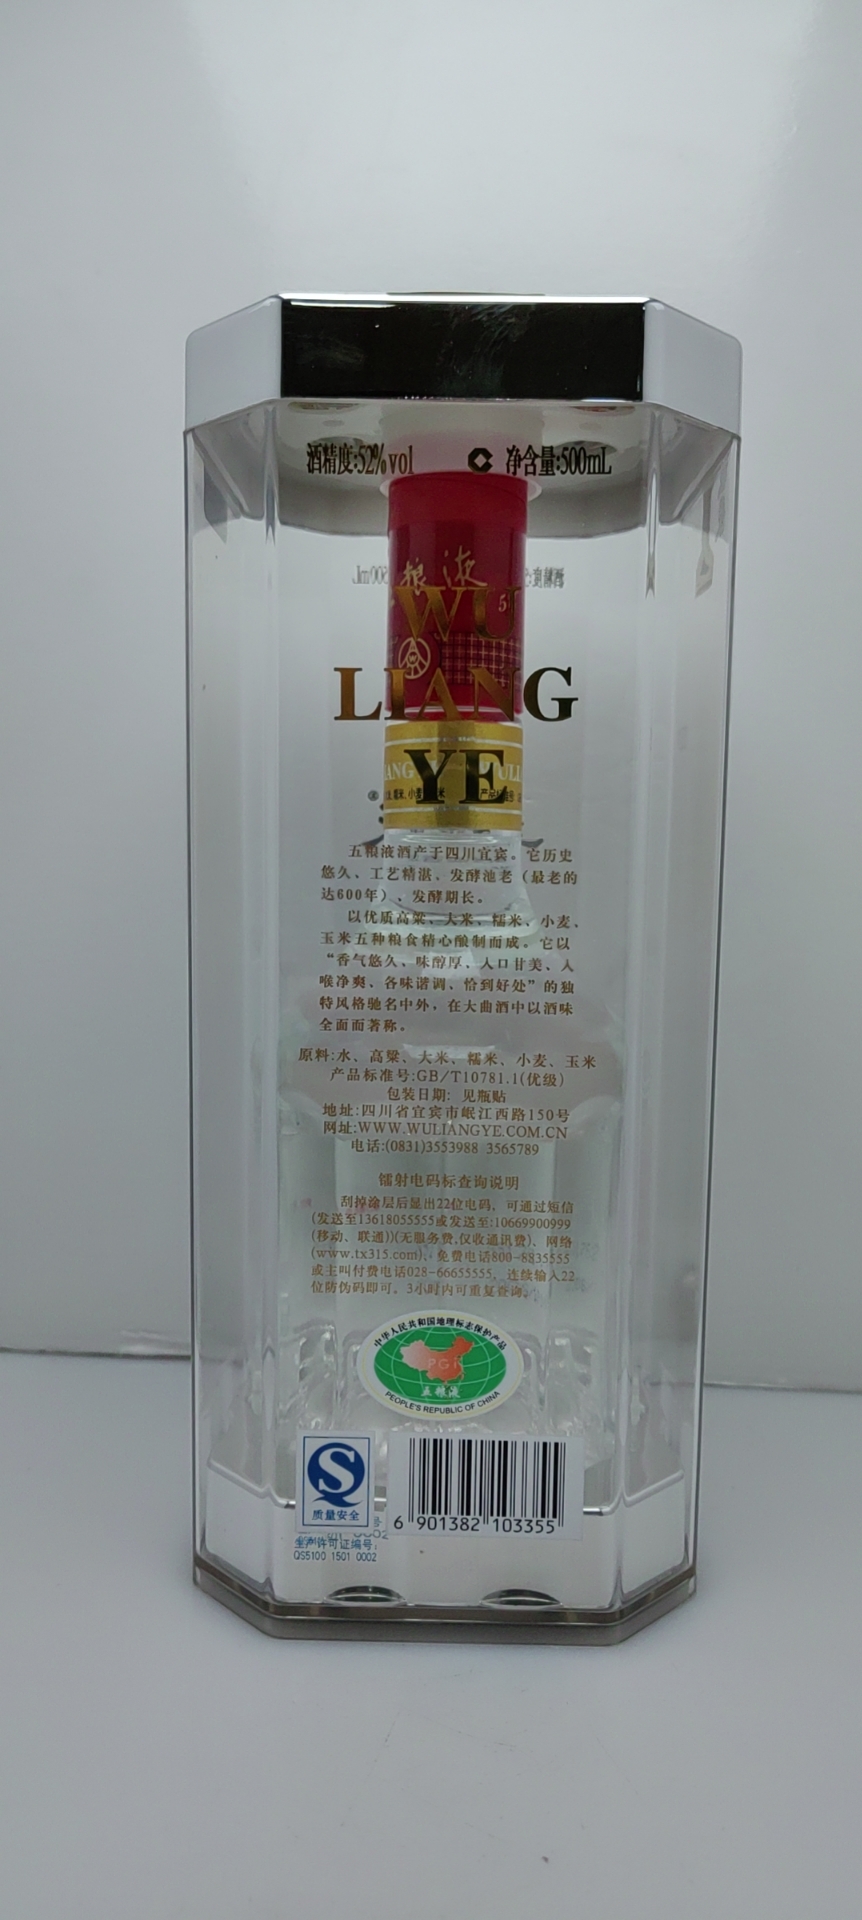 酒精度:52%vol 净含量:500mL
粮液
WU
LIANG
YE
五粮液酒产于四川宜宾。它历史
悠久、工艺精湛、发酵池老（最老的
达600年）、发酵期长。
以优质高粱、大米、糯米、小麦、
玉米五种粮食精心酿制而成。它以
“香气悠久、味醇厚、入口甘美、入
喉净爽、各味谐调、恰到好处”的独
特风格驰名中外，在大曲酒中以酒味
全面而著称。
原料:水、高粱、大米、糯米、小麦、玉米
产品标准号:GB/T10781.1(优级)
包装日期: 见瓶贴
地址:四川省宜宾市岷江西路150号
网址:WWW.WULIANGYE.COM.CN
电话:(0831)3553988 3565789
镭射电码标查询说明
刮掉涂层后显出22位电码，可通过短信
(发送至13618055555或发送至:10669900999
(移动、联通))(无服务费,仅收通讯费)、网络
(www.tx315.com)、免费电话800-8835555
或主叫付费电话028-66655555，连续输入22
位防伪码即可。3小时内可重复查询。
中华人民共和国地理标志保护产品
PGI
五粮液
PEOPLE'S REPUBLIC OF CHINA
质量安全
生产许可证编号:
QS5100 1501 0002
6 901382 103355